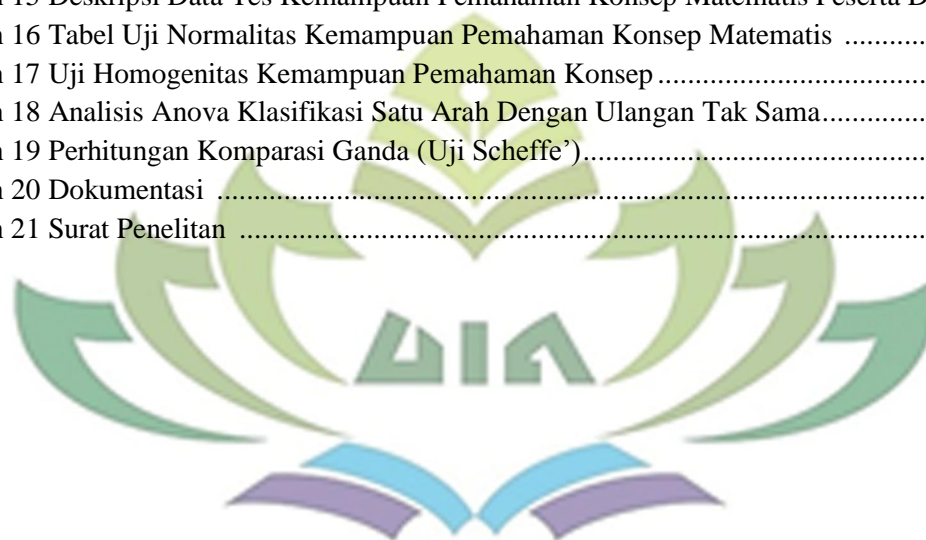 n 15 Deskripsi Data Tes Kemampuan Pemahaman Konsep Matematis Peserta D
n 16 Tabel Uji Normalitas Kemampuan Pemahaman Konsep Matematis ...........
n 17 Uji Homogenitas Kemampuan Pemahaman Konsep....................................
n 18 Analisis Anova Klasifikasi Satu Arah Dengan Ulangan Tak Sama..............
n 19 Perhitungan Komparasi Ganda (Uji Scheffe’)..............................................
n 20 Dokumentasi ................................................................................................
n 21 Surat Penelitan .............................................................................................
UIN